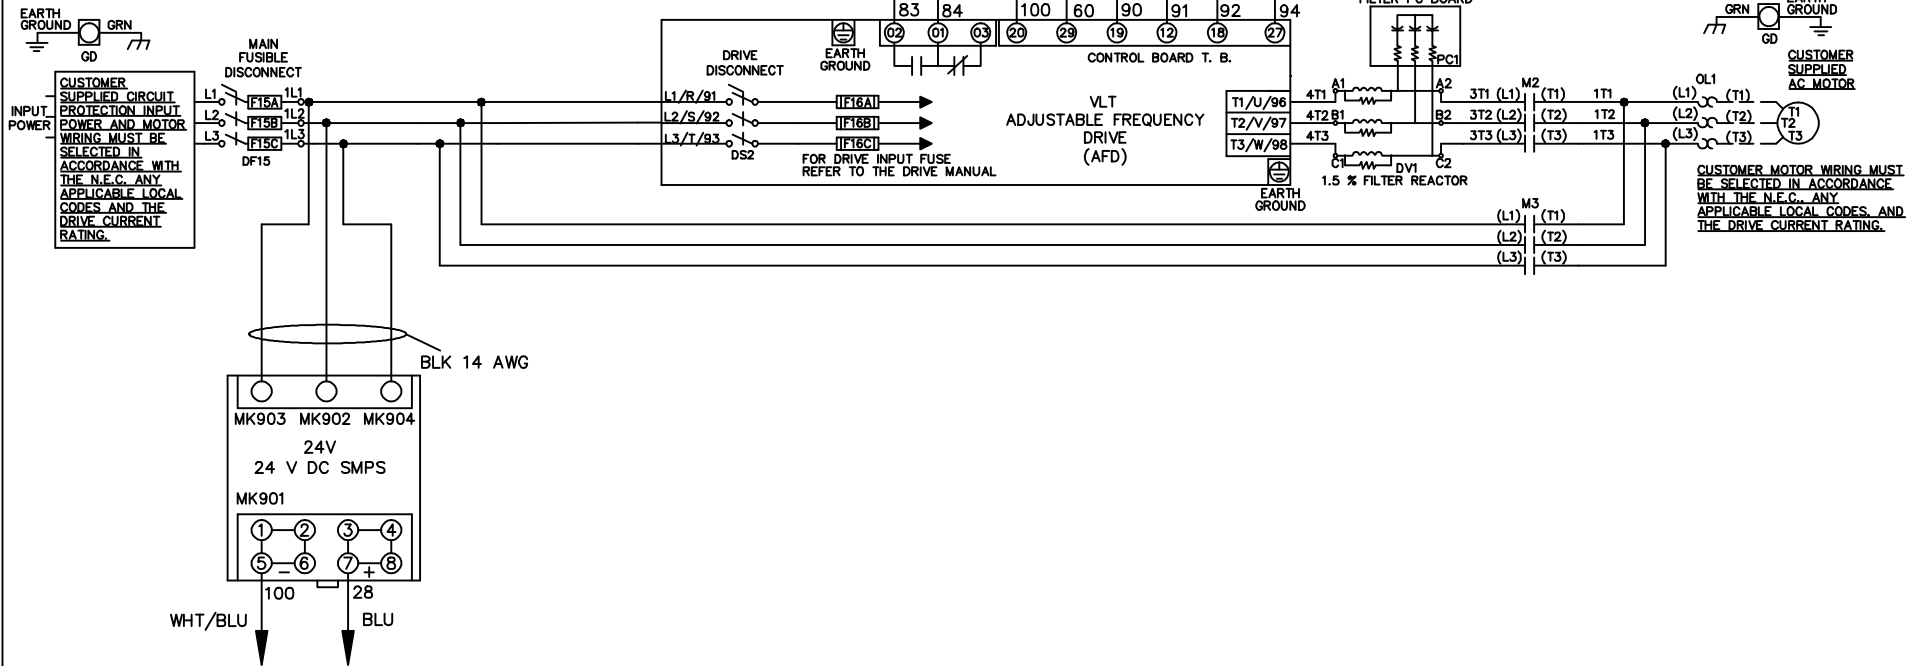 EARTH
GROUND
GRN
GD
83
84
100
60
90
91
92
94
02
01
03
20
29
19
12
18
27
EARTH
GROUND
CONTROL BOARD T. B.
PC1
GRN
GROUND
GD
CUSTOMER
SUPPLIED
AC MOTOR
MAIN
FUSIBLE
DISCONNECT
DRIVE
DISCONNECT
INPUT
POWER
CUSTOMER
SUPPLIED CIRCUIT
PROTECTION INPUT
POWER AND MOTOR
WIRING MUST BE
SELECTED IN
ACCORDANCE WITH
THE N.E.C. ANY
APPLICABLE LOCAL
CODES AND THE
DRIVE CURRENT
RATING.
L1 F15A 1L1
L2 F15B 1L2
L3 F15C 1L3
DF15
L1/R/91
L2/S/92
L3/T/93
DS2
F16A
F16B
F16C
FOR DRIVE INPUT FUSE
REFER TO THE DRIVE MANUAL
VLT
ADJUSTABLE FREQUENCY
DRIVE
(AFD)
T1/U/96
T2/V/97
T3/W/98
EARTH
GROUND
4T1 A1 A2
4T2 B1 B2
4T3
C1 C2
DV1
1.5 % FILTER REACTOR
M2
3T1 (L1) (T1) 1T1
3T2 (L2) (T2) 1T2
3T3 (L3) (T3) 1T3
OL1
(L1) (T1)
(L2) (T2)
(L3) (T3)
T1
T2
T3
CUSTOMER MOTOR WIRING MUST
BE SELECTED IN ACCORDANCE
WITH THE N.E.C., ANY
APPLICABLE LOCAL CODES, AND
THE DRIVE CURRENT RATING.
M3
(L1) (T1)
(L2) (T2)
(L3) (T3)
BLK 14 AWG
MK903 MK902 MK904
24V
24 V DC SMPS
MK901
1 2 3 4
5 6 7 8
- +
100 28
WHT/BLU BLU